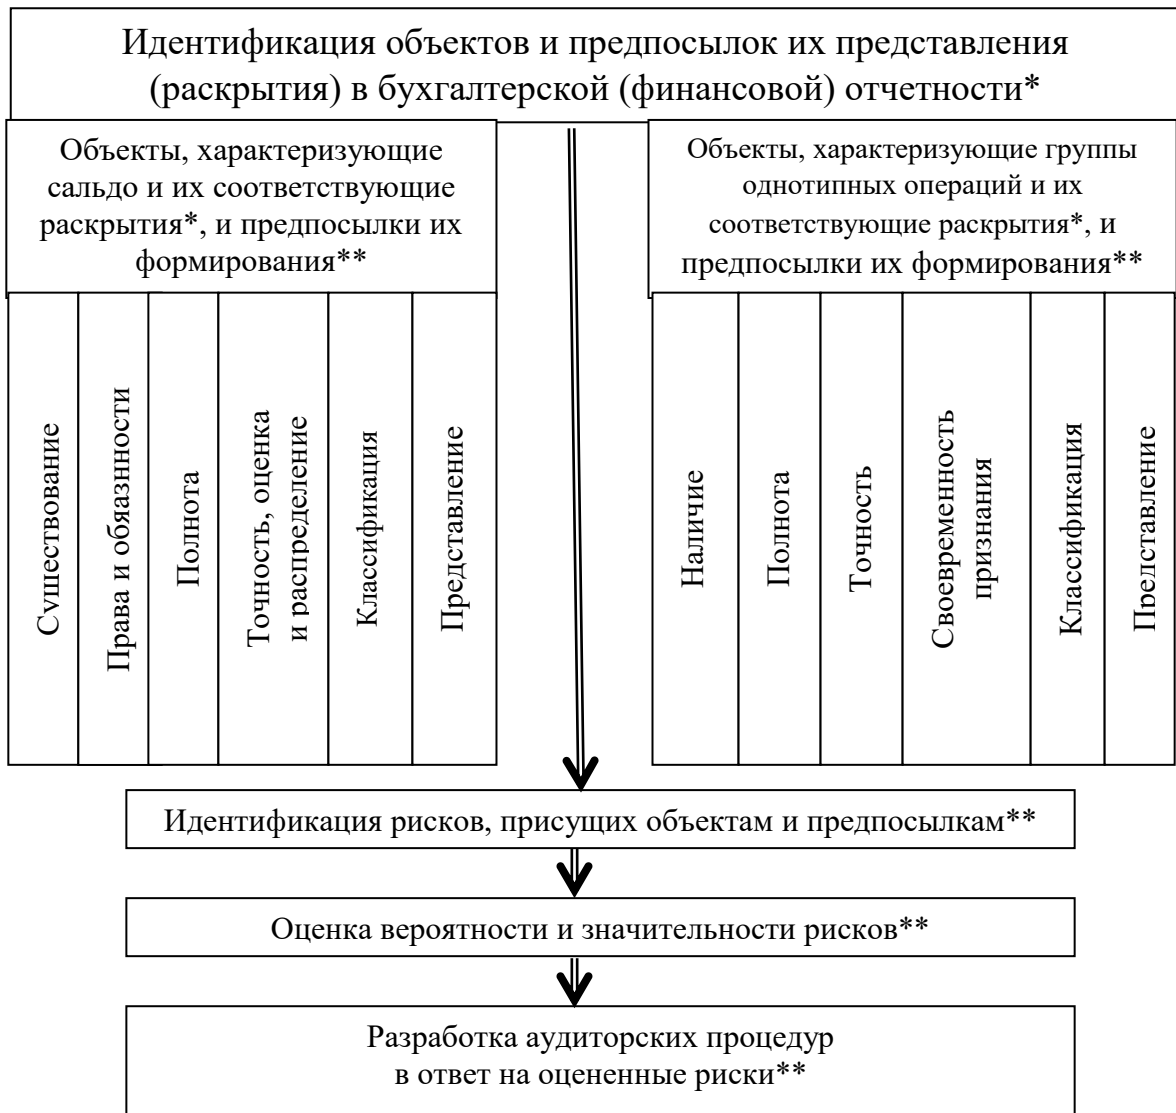 Идентификация объектов и предпосылок их представления
(раскрытия) в бухгалтерской (финансовой) отчетности*
Объекты, характеризующие
сальдо и их соответствующие
раскрытия*, и предпосылки их
формирования**
Объекты, характеризующие группы
однотипных операций и их
соответствующие раскрытия*, и
предпосылки их формирования**
Существование
Права и обяазнности
Полнота
Точность, оценка
и распределение
Классификация
Представление
Наличие
Полнота
Точность
Своевременность
признания
Классификация
Представление
Идентификация рисков, присущих объектам и предпосылкам**
Оценка вероятности и значительности рисков**
Разработка аудиторских процедур
в ответ на оцененные риски**